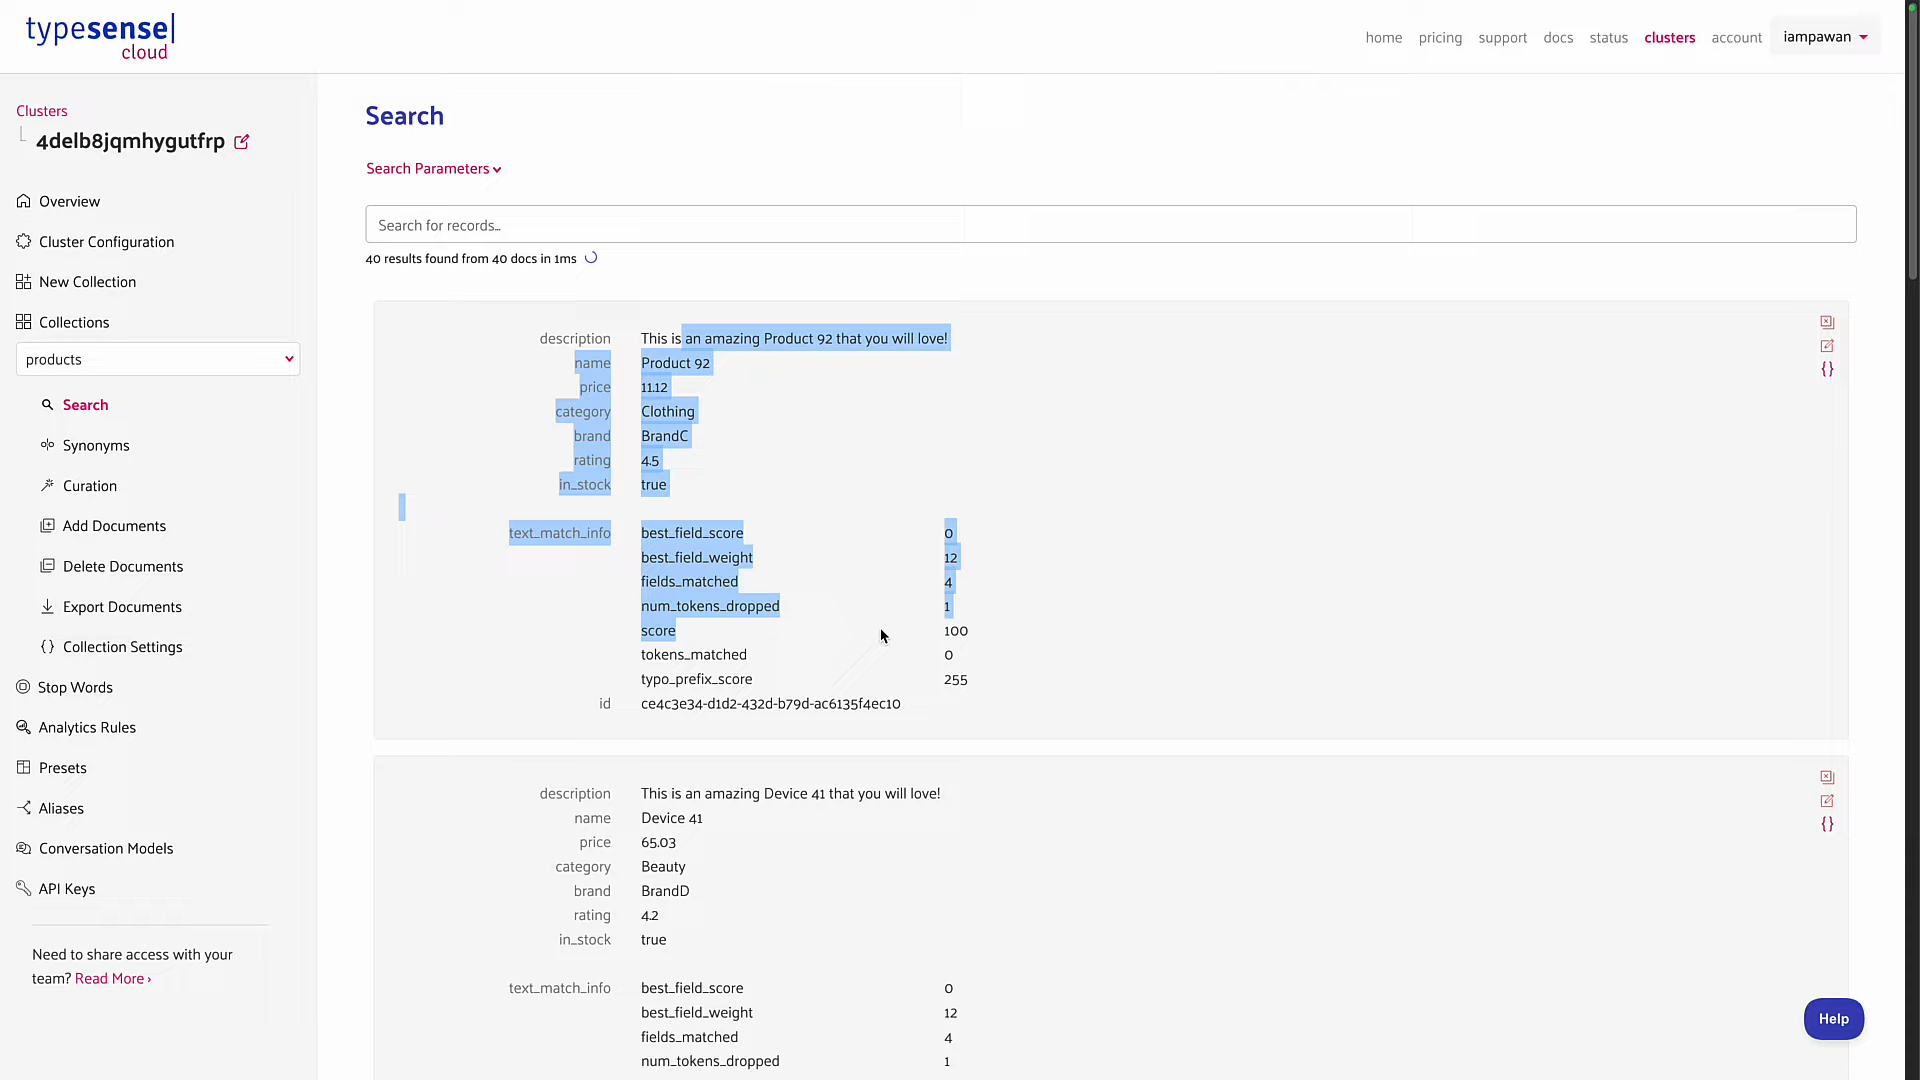 typesense
cloud
home pricing support docs status clusters account iampawan
Clusters
4delb8jqmhygutfrp
Overview
Cluster Configuration
New Collection
Collections
products
Search
Synonyms
Curation
Add Documents
Delete Documents
Export Documents
{} Collection Settings
Stop Words
Analytics Rules
Presets
Aliases
Conversation Models
API Keys
Need to share access with your
team? Read More ›
Search
Search Parameters
Search for records...
40 results found from 40 docs in 1ms
description This is an amazing Product 92 that you will love!
name Product 92
price 11.12
category Clothing
brand BrandC
rating 4.5
in_stock true
text_match_info best_field_score 0
best_field_weight 12
fields_matched 4
num_tokens_dropped 1
score 100
tokens_matched 0
typo_prefix_score 255
id ce4c3e34-d1d2-432d-b79d-ac6135f4ec10
{}
description This is an amazing Device 41 that you will love!
name Device 41
price 65.03
category Beauty
brand BrandD
rating 4.2
in_stock true
text_match_info best_field_score 0
best_field_weight 12
fields_matched 4
num_tokens_dropped 1
{}
Help